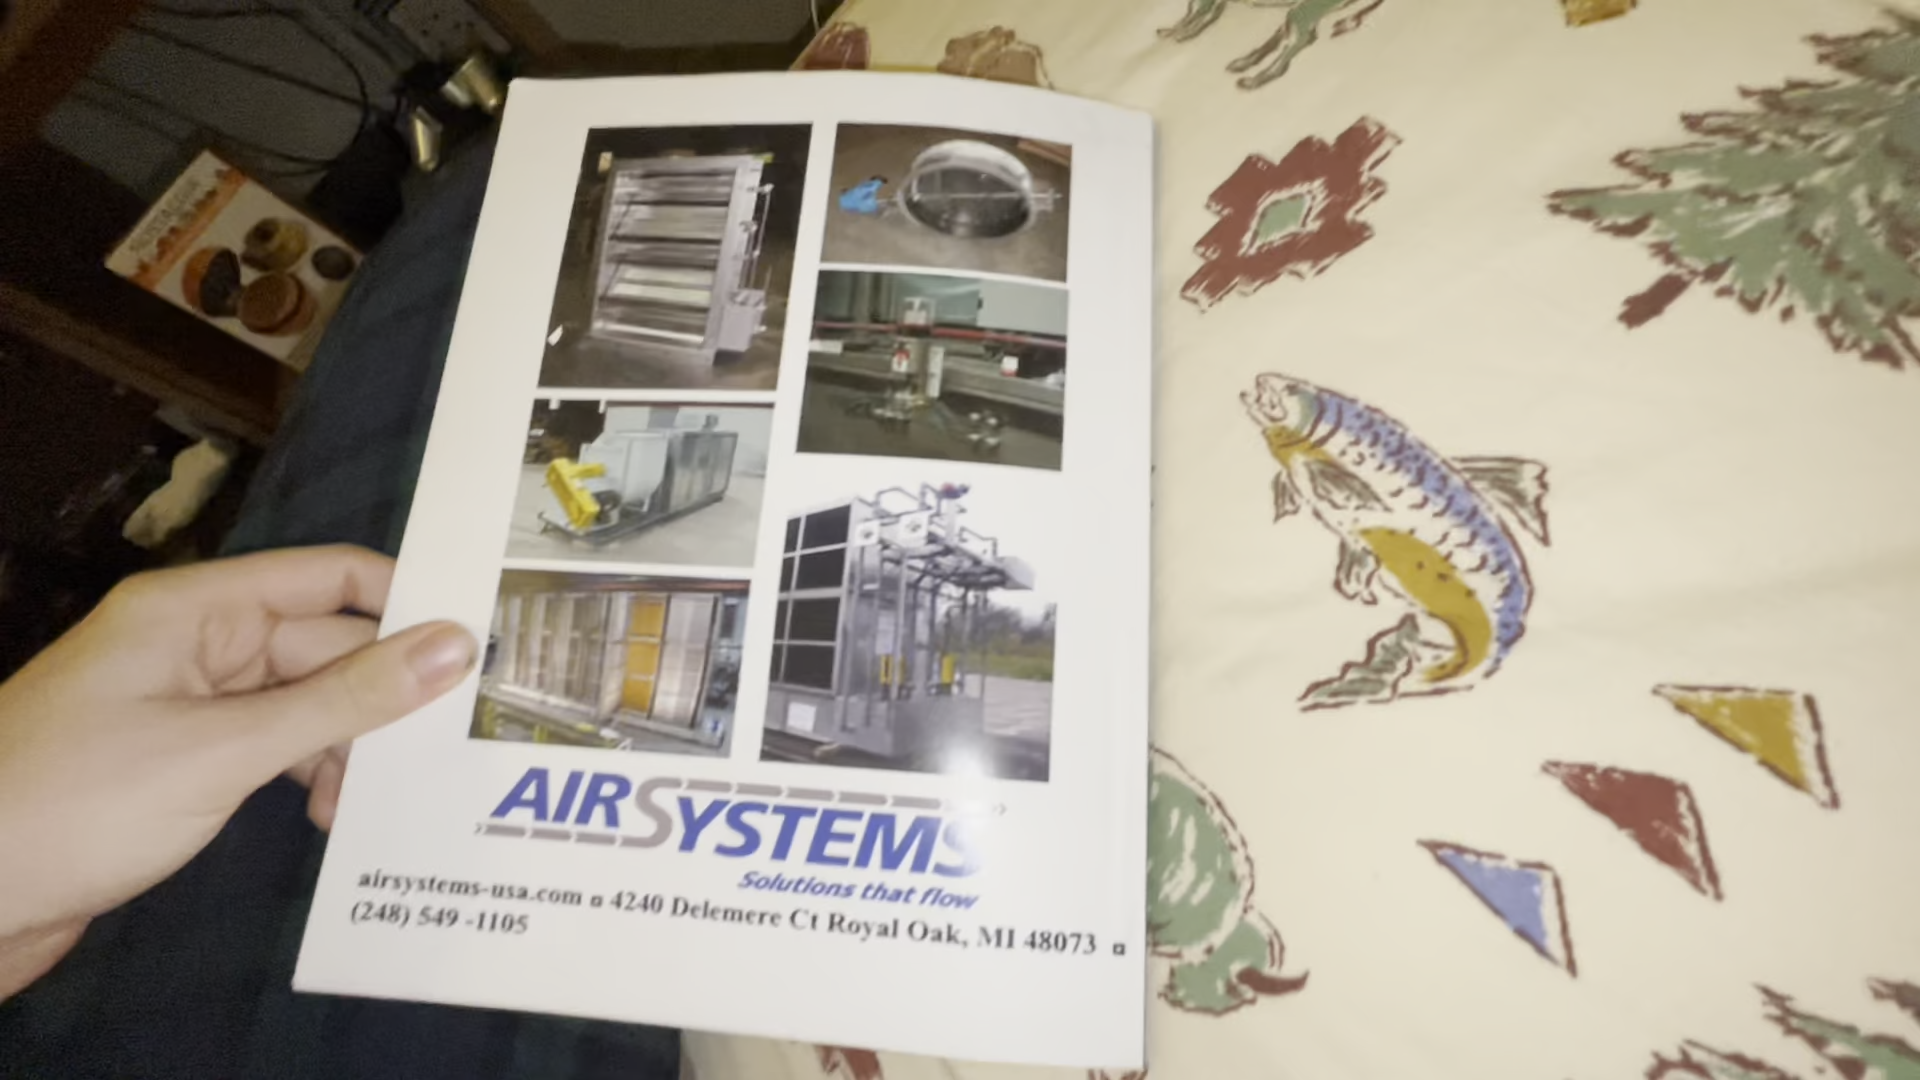 AIRSYSTEMS
Solutions that flow
airsystems-usa.com ¤ 4240 Delemere Ct Royal Oak, MI 48073 ¤
(248) 549 -1105